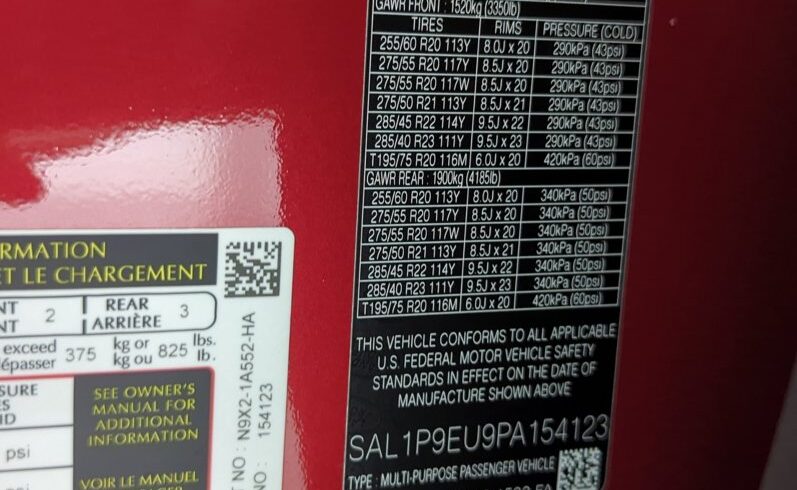 GAWR FRONT : 1520kg (3350lb)
TIRES RIMS PRESSURE (COLD)
255/60 R20 113Y 8.0J x 20 290kPa (43psi)
275/55 R20 117Y 8.5J x 20 290kPa (43psi)
275/55 R20 117W 8.5J x 20 290kPa (43psi)
275/50 R21 113Y 8.5J x 21 290kPa (43psi)
285/45 R22 114Y 9.5J x 22 290kPa (43psi)
285/40 R23 111Y 9.5J x 23 290kPa (43psi)
T195/75 R20 116M 6.0J x 20 420kPa (60psi)
GAWR REAR : 1900kg (4185lb)
255/60 R20 113Y 8.0J x 20 340kPa (50psi)
275/55 R20 117Y 8.5J x 20 340kPa (50psi)
275/55 R20 117W 8.5J x 20 340kPa (50psi)
275/50 R21 113Y 8.5J x 21 340kPa (50psi)
285/45 R22 114Y 9.5J x 22 340kPa (50psi)
285/40 R23 111Y 9.5J x 23 340kPa (50psi)
T195/75 R20 116M 6.0J x 20 420kPa (60psi)
THIS VEHICLE CONFORMS TO ALL APPLICABLE
U.S. FEDERAL MOTOR VEHICLE SAFETY
STANDARDS IN EFFECT ON THE DATE OF
MANUFACTURE SHOWN ABOVE
SAL1P9EU9PA154123
TYPE : MULTI-PURPOSE PASSENGER VEHICLE
RMATION
ET LE CHARGEMENT
NT 2 REAR 3
NT ARRIÈRE
exceed 375 kg or 825 lbs.
épasser kg ou lb.
SURE
ES
ID
psi
SEE OWNER'S
MANUAL FOR
ADDITIONAL
INFORMATION
VOIR LE MANUEL
T NO : N9X2-1A552-HA
NO : 154123